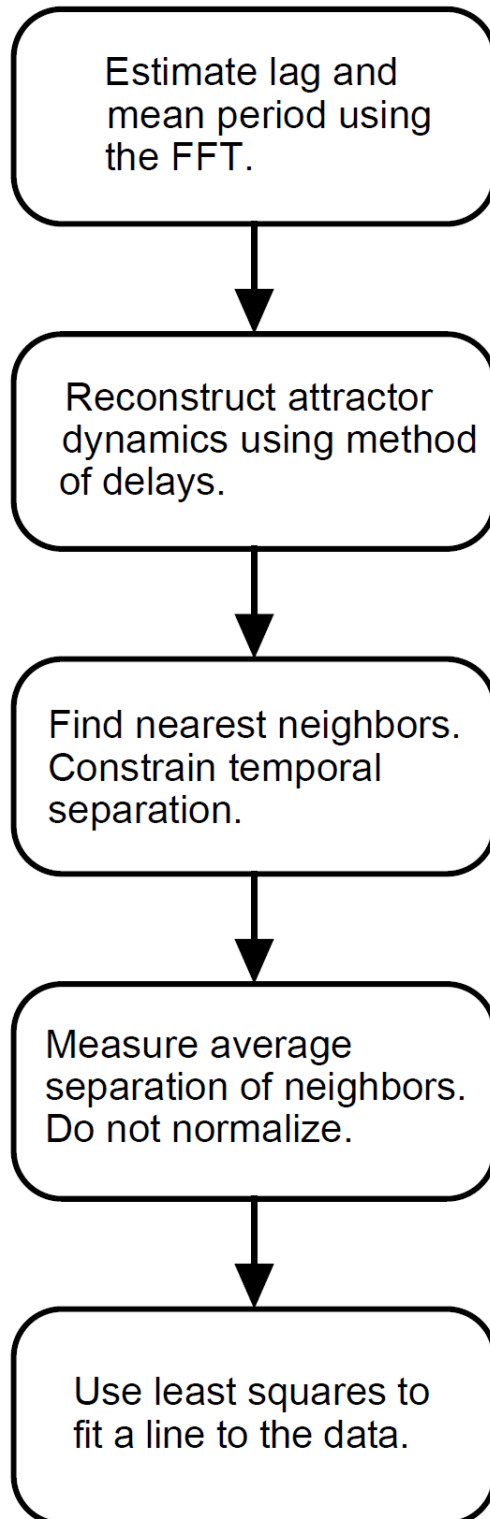 Estimate lag and
mean period using
the FFT.
Reconstruct attractor
dynamics using method
of delays.
Find nearest neighbors.
Constrain temporal
separation.
Measure average
separation of neighbors.
Do not normalize.
Use least squares to
fit a line to the data.